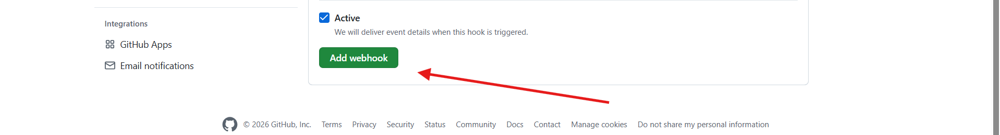 Integrations
GitHub Apps
Email notifications
Active
We will deliver event details when this hook is triggered.
Add webhook
© 2026 GitHub, Inc. Terms Privacy Security Status Community Docs Contact Manage cookies Do not share my personal information